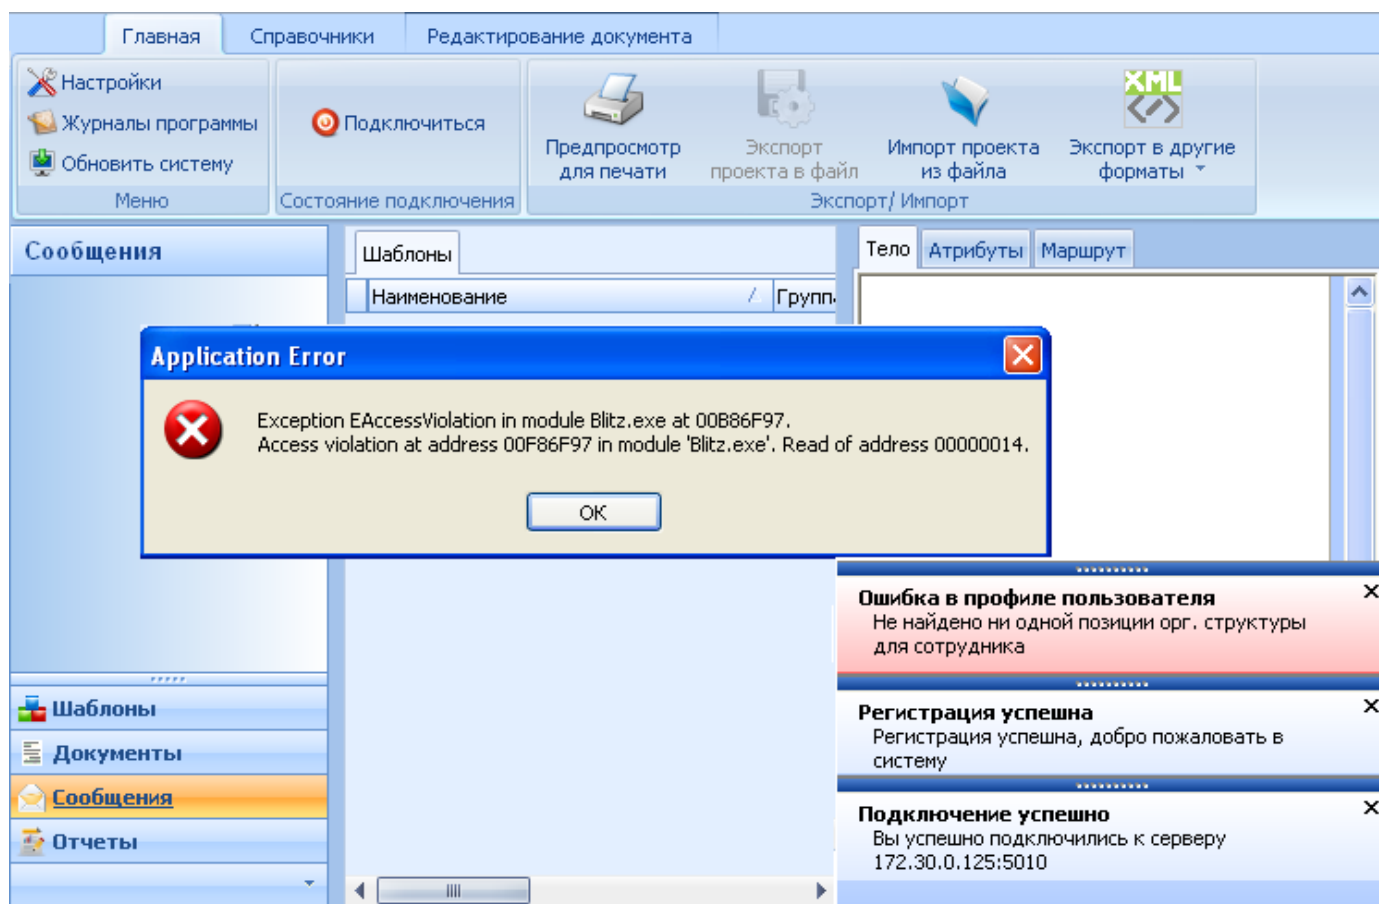 Главная
Справочники
Редактирование документа
Настройки
Журналы программы
Обновить систему
Меню
Подключиться
Состояние подключения
Предпросмотр
для печати
Экспорт
проекта в файл
Импорт проекта
из файла
XML
Экспорт в другие
форматы
Экспорт/ Импорт
Сообщения
Шаблоны
Наименование
Групп
Тело
Атрибуты
Маршрут
Application Error
Exception EAccessViolation in module Blitz.exe at 00B86F97.
Access violation at address 00F86F97 in module 'Blitz.exe'. Read of address 00000014.
OK
Ошибка в профиле пользователя
Не найдено ни одной позиции орг. структуры
для сотрудника
Регистрация успешна
Регистрация успешна, добро пожаловать в
систему
Подключение успешно
Вы успешно подключились к серверу
172.30.0.125:5010
Шаблоны
Документы
Сообщения
Отчеты